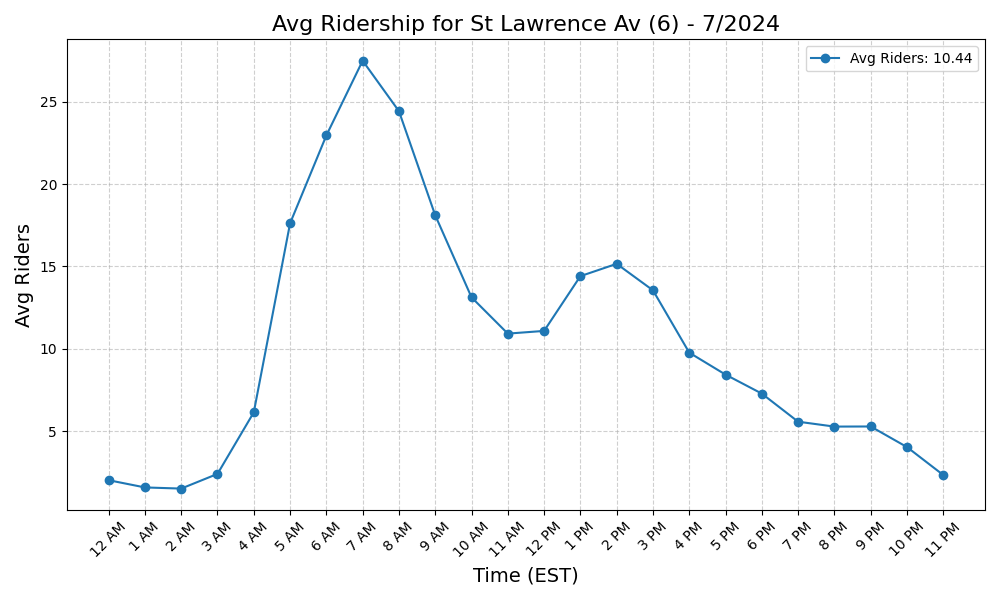 Avg Ridership for St Lawrence Av (6) - 7/2024
Avg Riders: 10.44
Avg Riders
25
20
15
10
5
12 AM
1 AM
2 AM
3 AM
4 AM
5 AM
6 AM
7 AM
8 AM
9 AM
10 AM
11 AM
12 PM
1 PM
2 PM
3 PM
4 PM
5 PM
6 PM
7 PM
8 PM
9 PM
10 PM
11 PM
Time (EST)